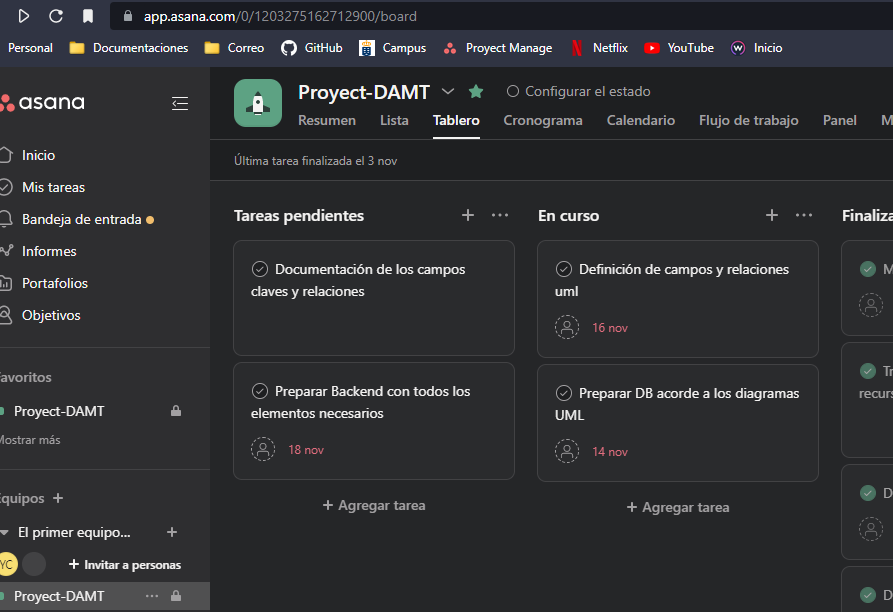 app.asana.com/0/1203275162712900/board
Personal Documentaciones Correo GitHub Campus Proyect Manage Netflix YouTube Inicio
asana
Inicio
Mis tareas
Bandeja de entrada
Informes
Portafolios
Objetivos
avoritos
Proyect-DAMT
Mostrar más
Equipos +
El primer equipo... +
YC + Invitar a personas
Proyect-DAMT ...
Proyect-DAMT Configurar el estado
Resumen Lista Tablero Cronograma Calendario Flujo de trabajo Panel M
Última tarea finalizada el 3 nov
Tareas pendientes + ...
Documentación de los campos
claves y relaciones
Preparar Backend con todos los
elementos necesarios
18 nov
+ Agregar tarea
En curso + ...
Definición de campos y relaciones
uml
16 nov
Preparar DB acorde a los diagramas
UML
14 nov
+ Agregar tarea
Finaliza
M
Tr
recurs
D
D